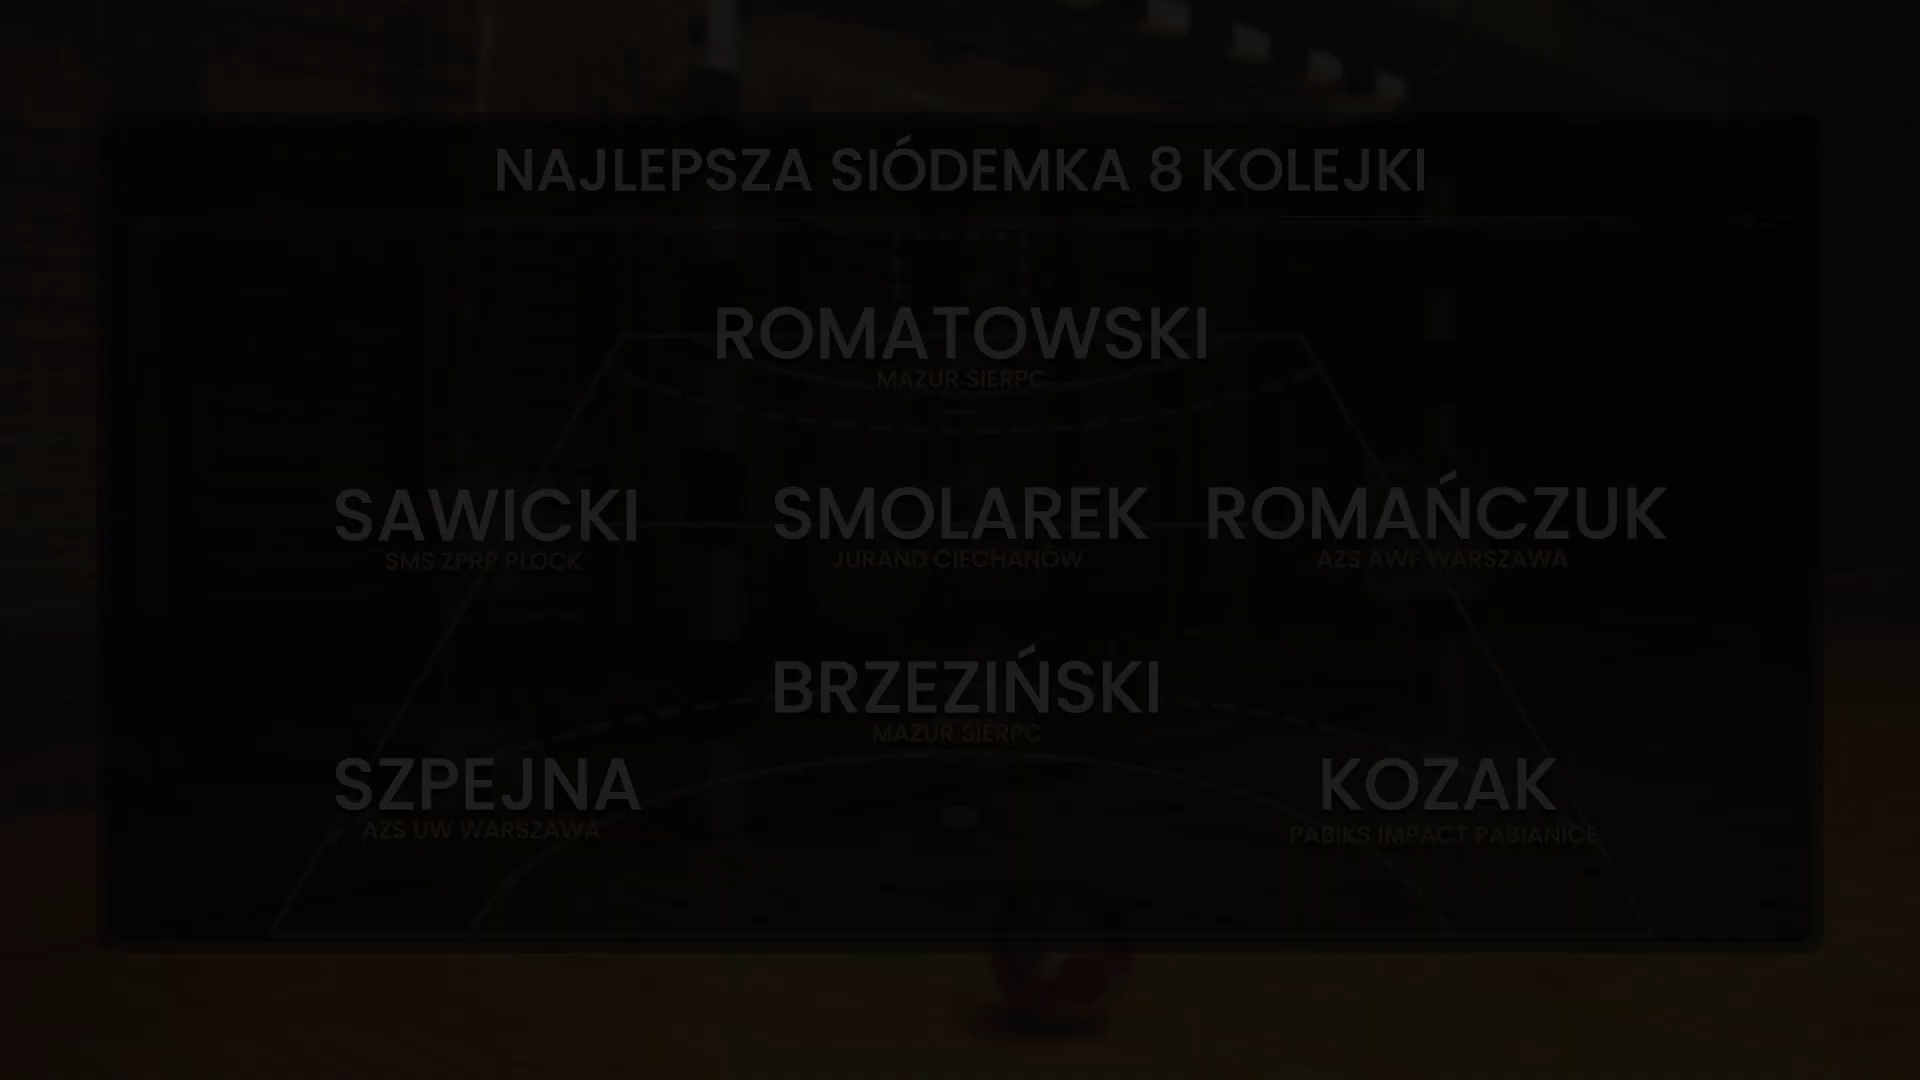 NAJLEPSZA SIÓDEMKA 8 KOLEJKI
ROMATOWSKI
MAZUR SIERPC
SAWICKI
SMS ZPRP PŁOCK
SMOLAREK
JURAND CIECHANÓW
ROMAŃCZUK
AZS AWF WARSZAWA
BRZEZIŃSKI
MAZUR SIERPC
SZPEJNA
AZS UW WARSZAWA
KOZAK
PABIKS IMPACT PABIANICE